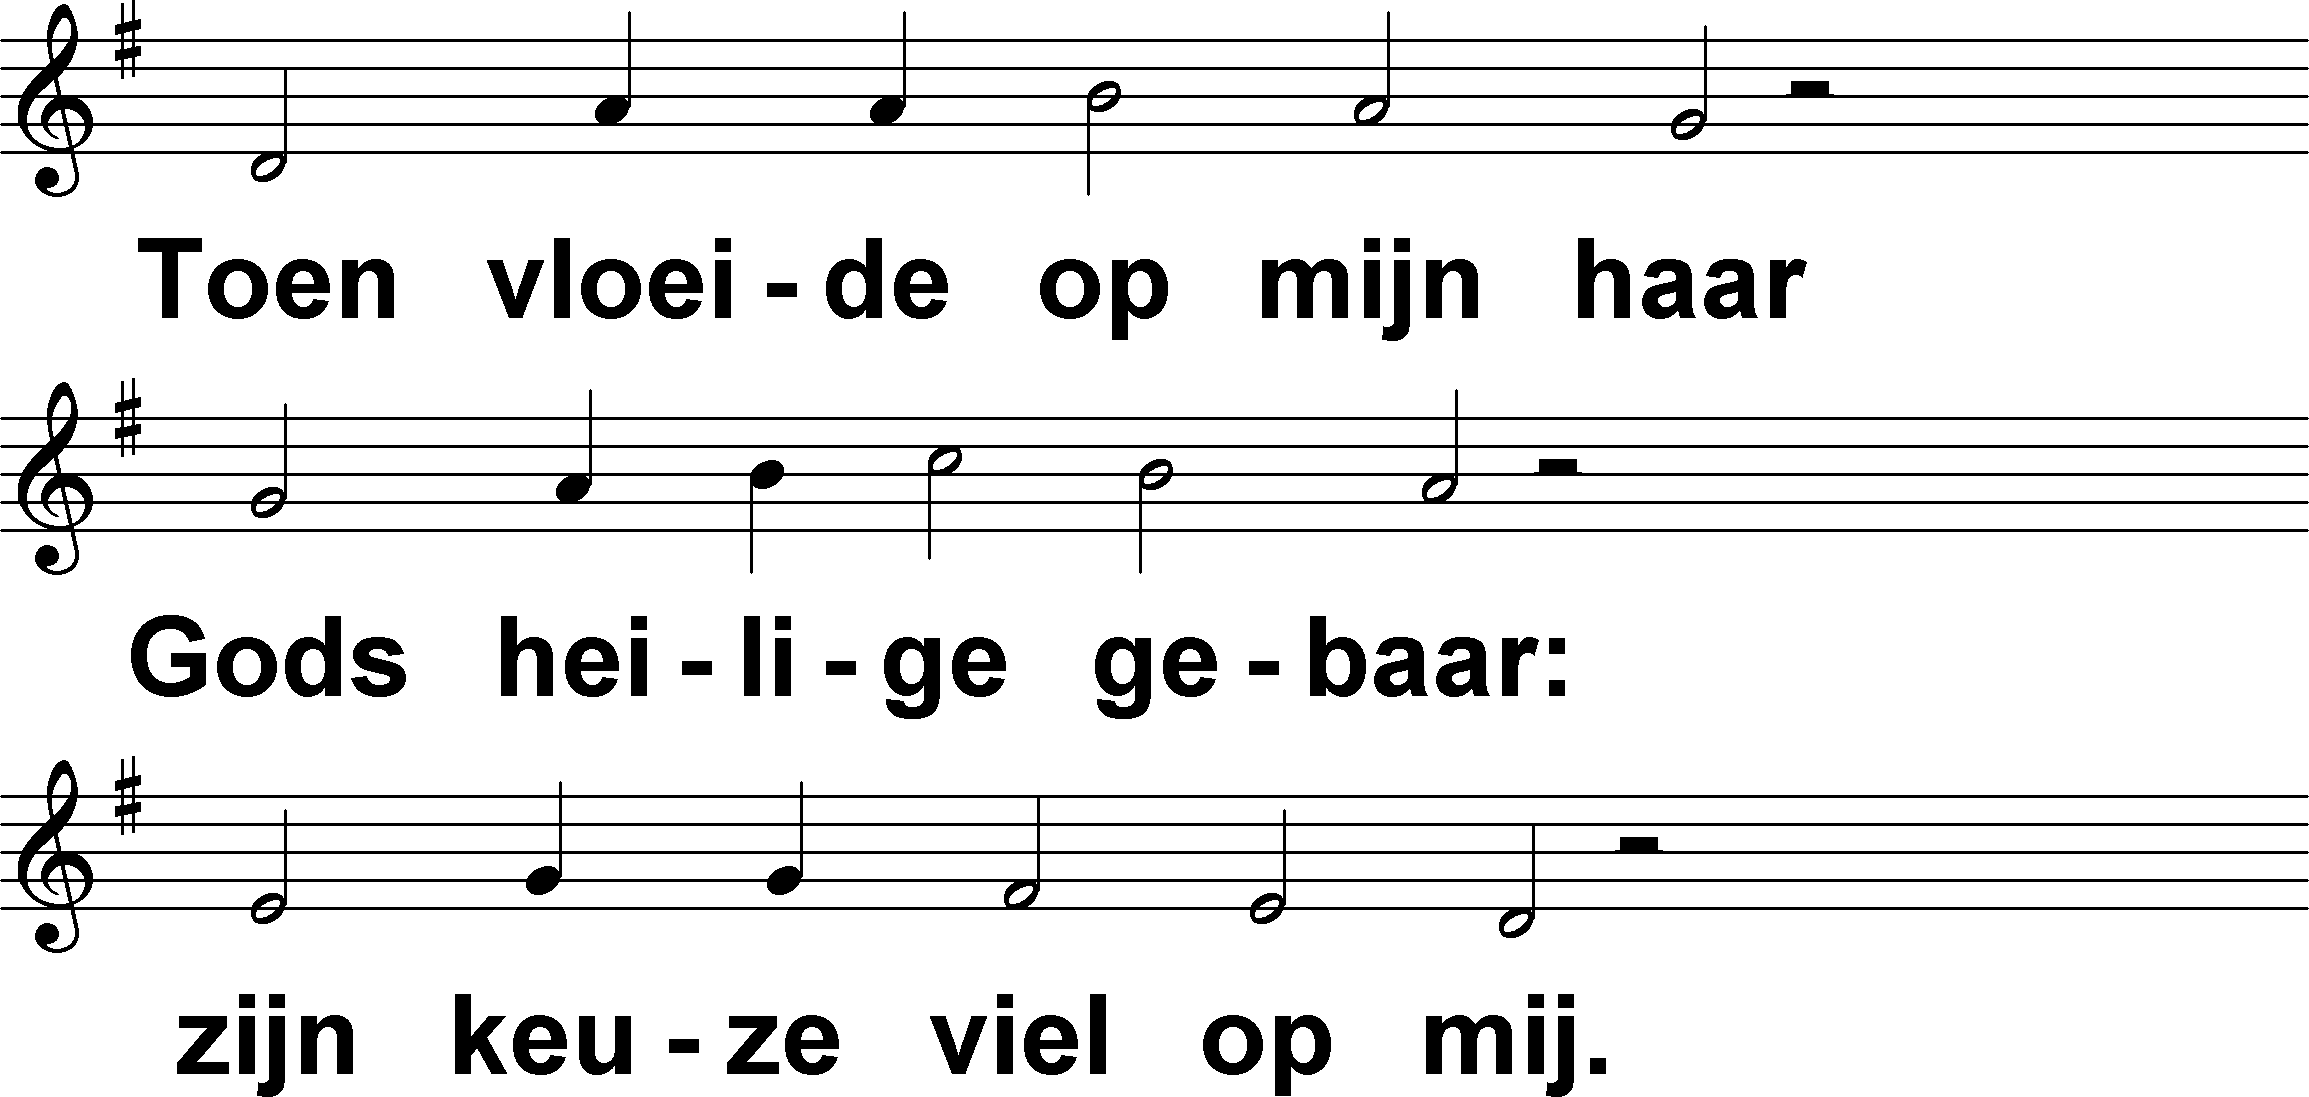 Toen vloei - de op mijn haar
Gods hei - li - ge ge - baar:
zijn keu - ze viel op mij.